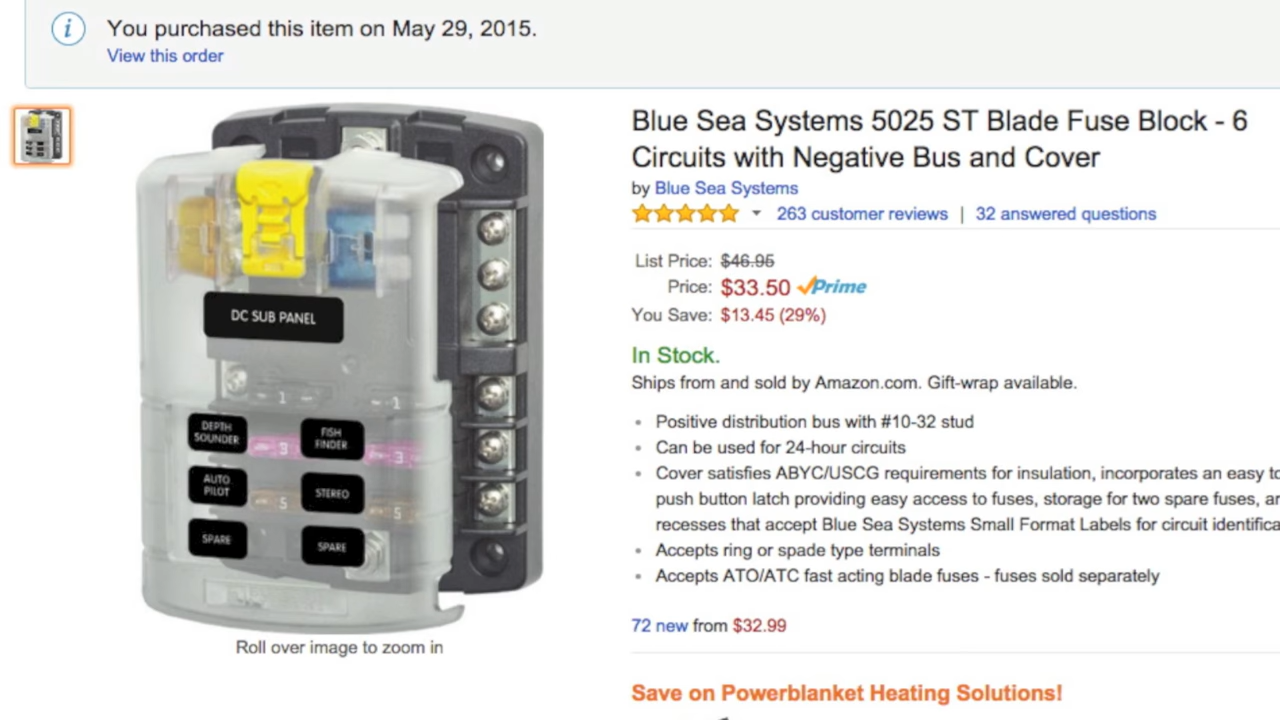 You purchased this item on May 29, 2015.
View this order
Blue Sea Systems 5025 ST Blade Fuse Block - 6
Circuits with Negative Bus and Cover
by Blue Sea Systems
263 customer reviews | 32 answered questions
List Price: $46.95
Price: $33.50 Prime
You Save: $13.45 (29%)
In Stock.
Ships from and sold by Amazon.com. Gift-wrap available.
Positive distribution bus with #10-32 stud
Can be used for 24-hour circuits
Cover satisfies ABYC/USCG requirements for insulation, incorporates an easy to
push button latch providing easy access to fuses, storage for two spare fuses,
recesses that accept Blue Sea Systems Small Format Labels for circuit
Accepts ring or spade type terminals
Accepts ATO/ATC fast acting blade fuses - fuses sold separately
72 new from $32.99
Save on Powerblanket Heating Solutions!
DC SUB PANEL
1 1
DEPTH SOUNDER 3 FISH FINDER 3
AUTO PILOT 5 STEREO 5
SPARE SPARE
Roll over image to zoom in